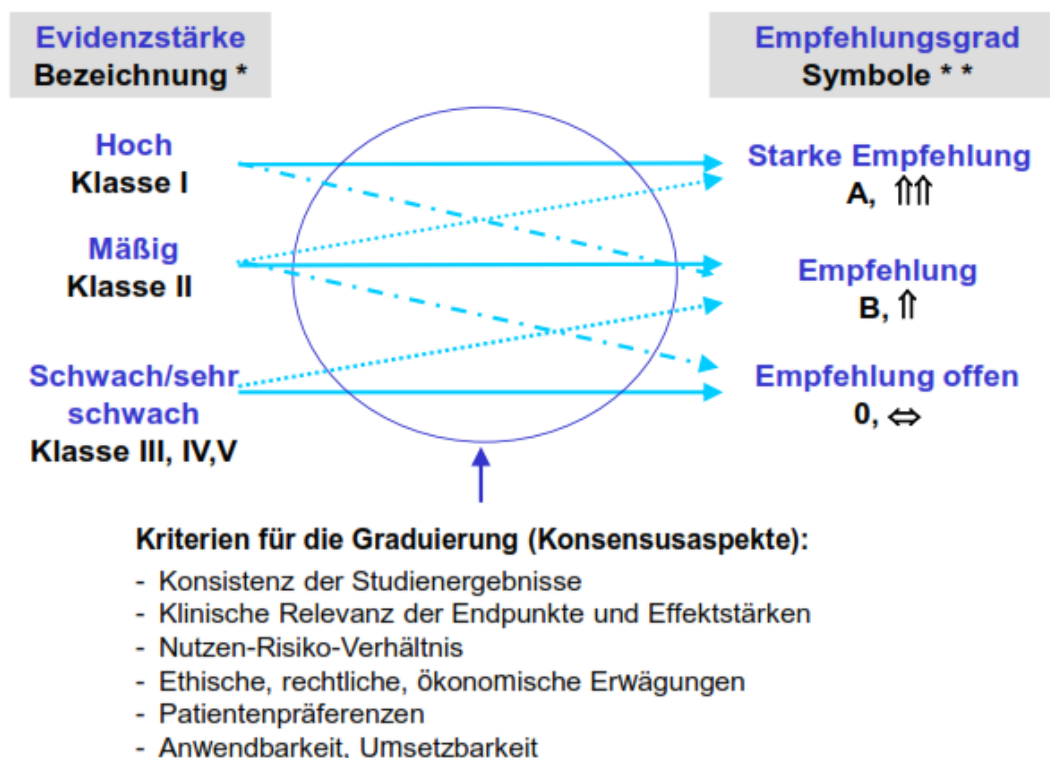 Evidenzstärke
Bezeichnung *
Empfehlungsgrad
Symbole * *
Hoch
Klasse I
Starke Empfehlung
A, ⇑⇑
Mäßig
Klasse II
Empfehlung
B, ⇑
Schwach/sehr
schwach
Klasse III, IV,V
Empfehlung offen
0, ⇔
Kriterien für die Graduierung (Konsensusaspekte):
- Konsistenz der Studienergebnisse
- Klinische Relevanz der Endpunkte und Effektstärken
- Nutzen-Risiko-Verhältnis
- Ethische, rechtliche, ökonomische Erwägungen
- Patientenpräferenzen
- Anwendbarkeit, Umsetzbarkeit